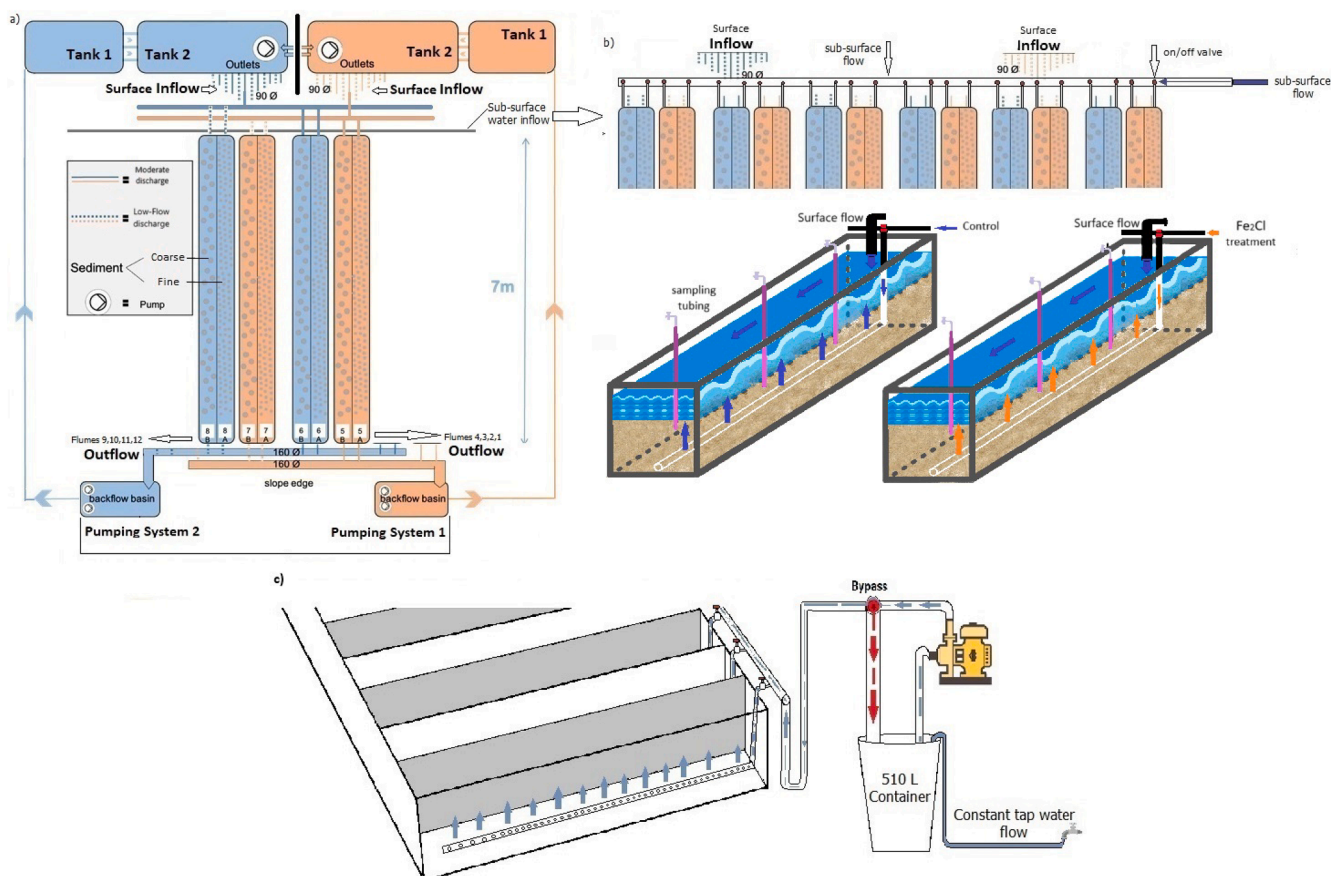 a)
Tank 1
Tank 2
Outlets
Tank 2
Outlets
Tank 1
Surface Inflow
90 Ø
90 Ø
Surface Inflow
Sub-surface
water inflow
Moderate
discharge
Low-Flow
discharge
Sediment
Coarse
Fine
Pump
7m
8 8 7 7 6 6 5 5
B A B A B A B A
Flumes 9,10,11,12
Flumes 4,3,2,1
Outflow
Outflow
160 Ø
160 Ø
slope edge
backflow basin
backflow basin
Pumping System 2
Pumping System 1
b)
Surface
Inflow
90 Ø
sub-surface
flow
Surface
Inflow
90 Ø
on/off valve
sub-surface
flow
Surface flow
Control
sampling
tubing
Surface flow
Fe₂Cl
treatment
c)
Bypass
510 L
Container
Constant tap water
flow